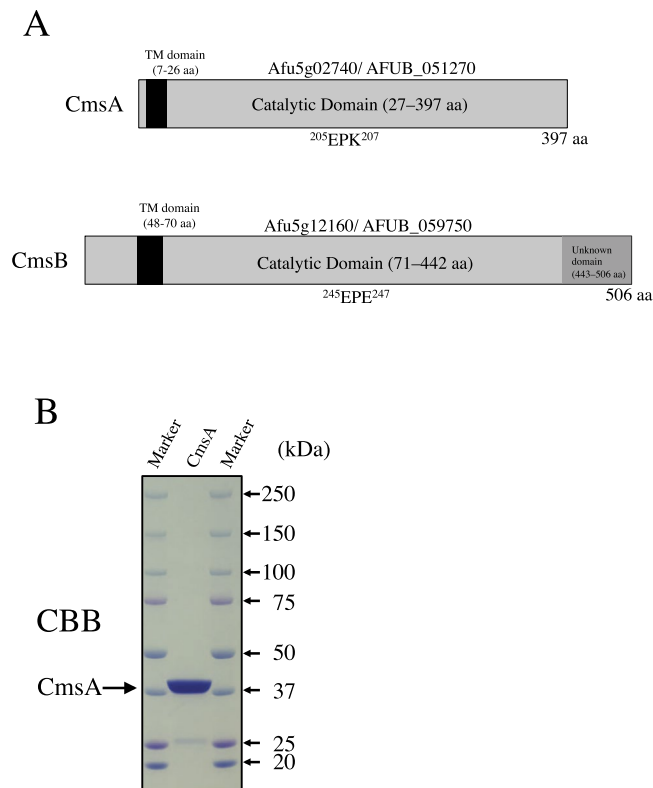 A
TM domain
(7-26 aa)
Afu5g02740/ AFUB_051270
CmsA
Catalytic Domain (27–397 aa)
²⁰⁵EPK²⁰⁷
397 aa
TM domain
(48-70 aa)
Afu5g12160/ AFUB_059750
CmsB
Catalytic Domain (71–442 aa)
Unknown
domain
(443–506 aa)
²⁴⁵EPE²⁴⁷
506 aa
B
Marker
CmsA
Marker
(kDa)
250
150
100
75
CBB
50
CmsA
37
25
20